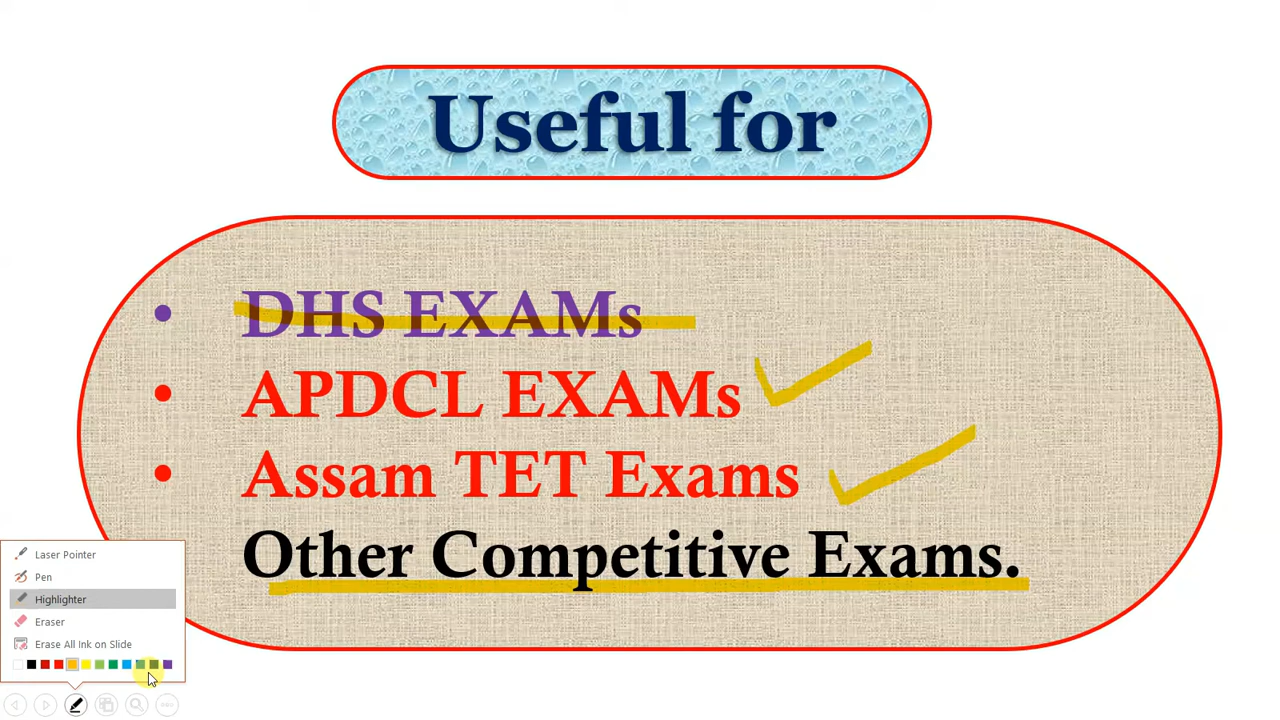 Useful for
• DHS EXAMs
• APDCL EXAMs
• Assam TET Exams
Other Competitive Exams.
Laser Pointer
Pen
Highlighter
Eraser
Erase All Ink on Slide